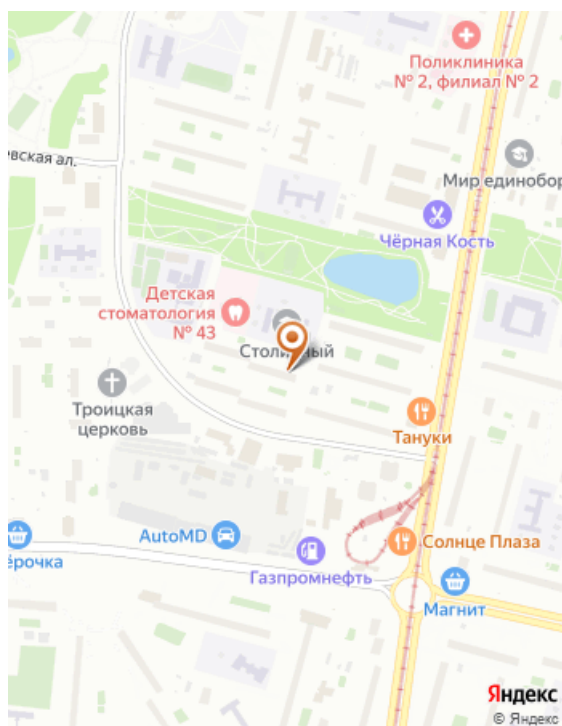 Поликлиника
№ 2, филиал № 2
евская ал.
Мир единобор
Чёрная Кость
Детская
стоматология
№ 43
Троицкая
церковь
Тануки
AutoMD
Солнце Плаза
ёрочка
Газпромнефть
Магнит
Яндекс
© Яндекс